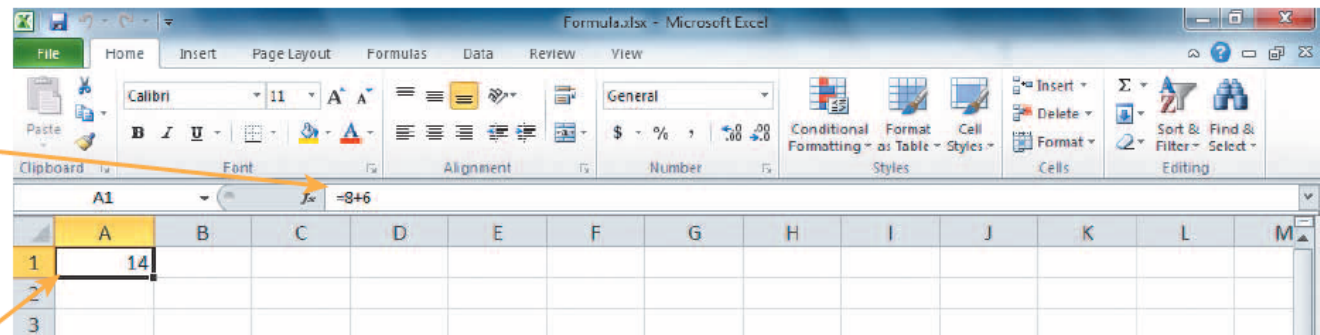 Formula.xlsx - Microsoft Excel
File Home Insert Page Layout Formulas Data Review View
Paste
Calibri 11 A A
B I U A
General
$ % , .00 .00
Conditional Formatting
Format as Table
Cell Styles
Insert
Delete
Format
Σ
Sort & Filter
Find & Select
Clipboard Font Alignment Number Styles Cells Editing
A1 fx =8+6
A B C D E F G H I J K L M
1 14
2
3